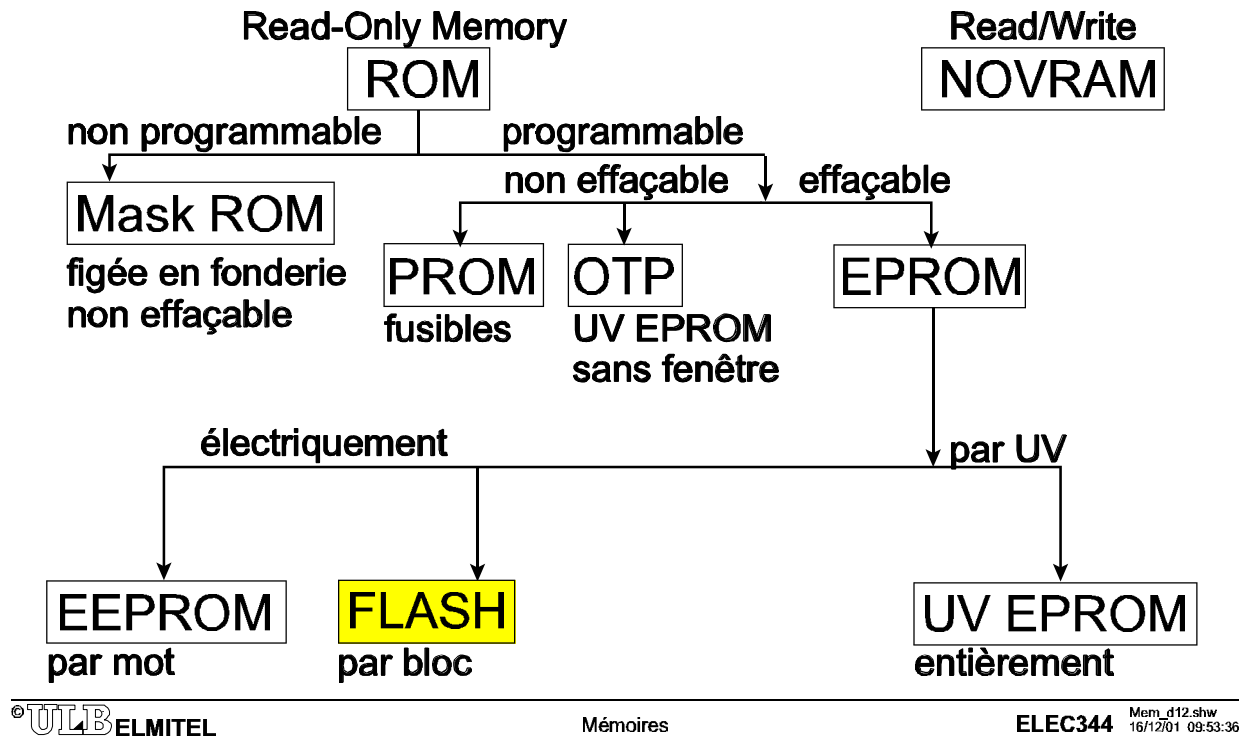 Read-Only Memory
Read/Write
ROM
NOVRAM
non programmable
programmable
non effaçable
effaçable
Mask ROM
figée en fonderie
non effaçable
PROM
fusibles
OTP
UV EPROM
sans fenêtre
EPROM
électriquement
par UV
EEPROM
par mot
FLASH
par bloc
UV EPROM
entièrement
© ULB ELMITEL
Mémoires
ELEC344
Mem_d12.shw
16/12/01 09:53:36